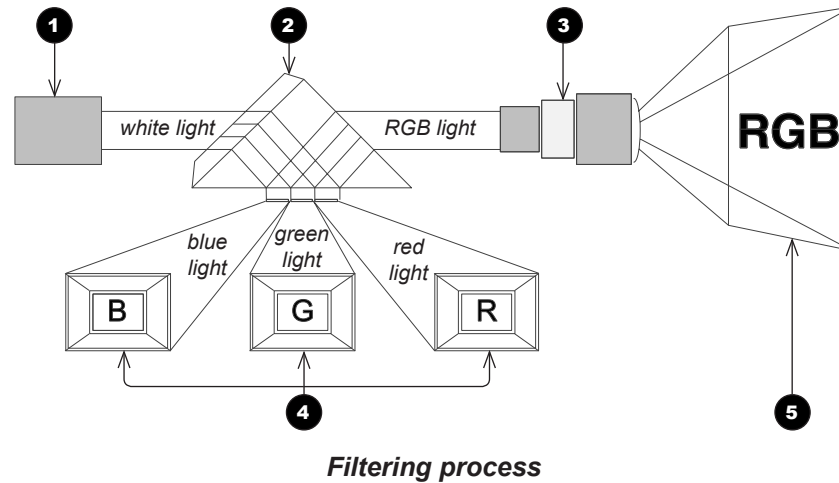 1
2
3
white light
RGB light
RGB
blue
light
green
light
red
light
B
G
R
4
5
Filtering process